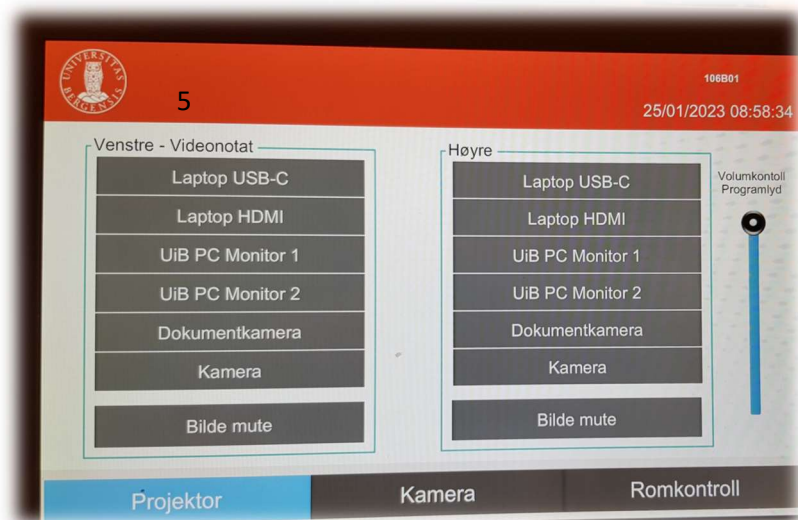 UNIVERSITAS BERGENSIS
5
106B01
25/01/2023 08:58:34
Venstre - Videonotat
Laptop USB-C
Laptop HDMI
UiB PC Monitor 1
UiB PC Monitor 2
Dokumentkamera
Kamera
Bilde mute
Høyre
Laptop USB-C
Laptop HDMI
UiB PC Monitor 1
UiB PC Monitor 2
Dokumentkamera
Kamera
Bilde mute
Volumkontoll
Programlyd
Projektor
Kamera
Romkontroll